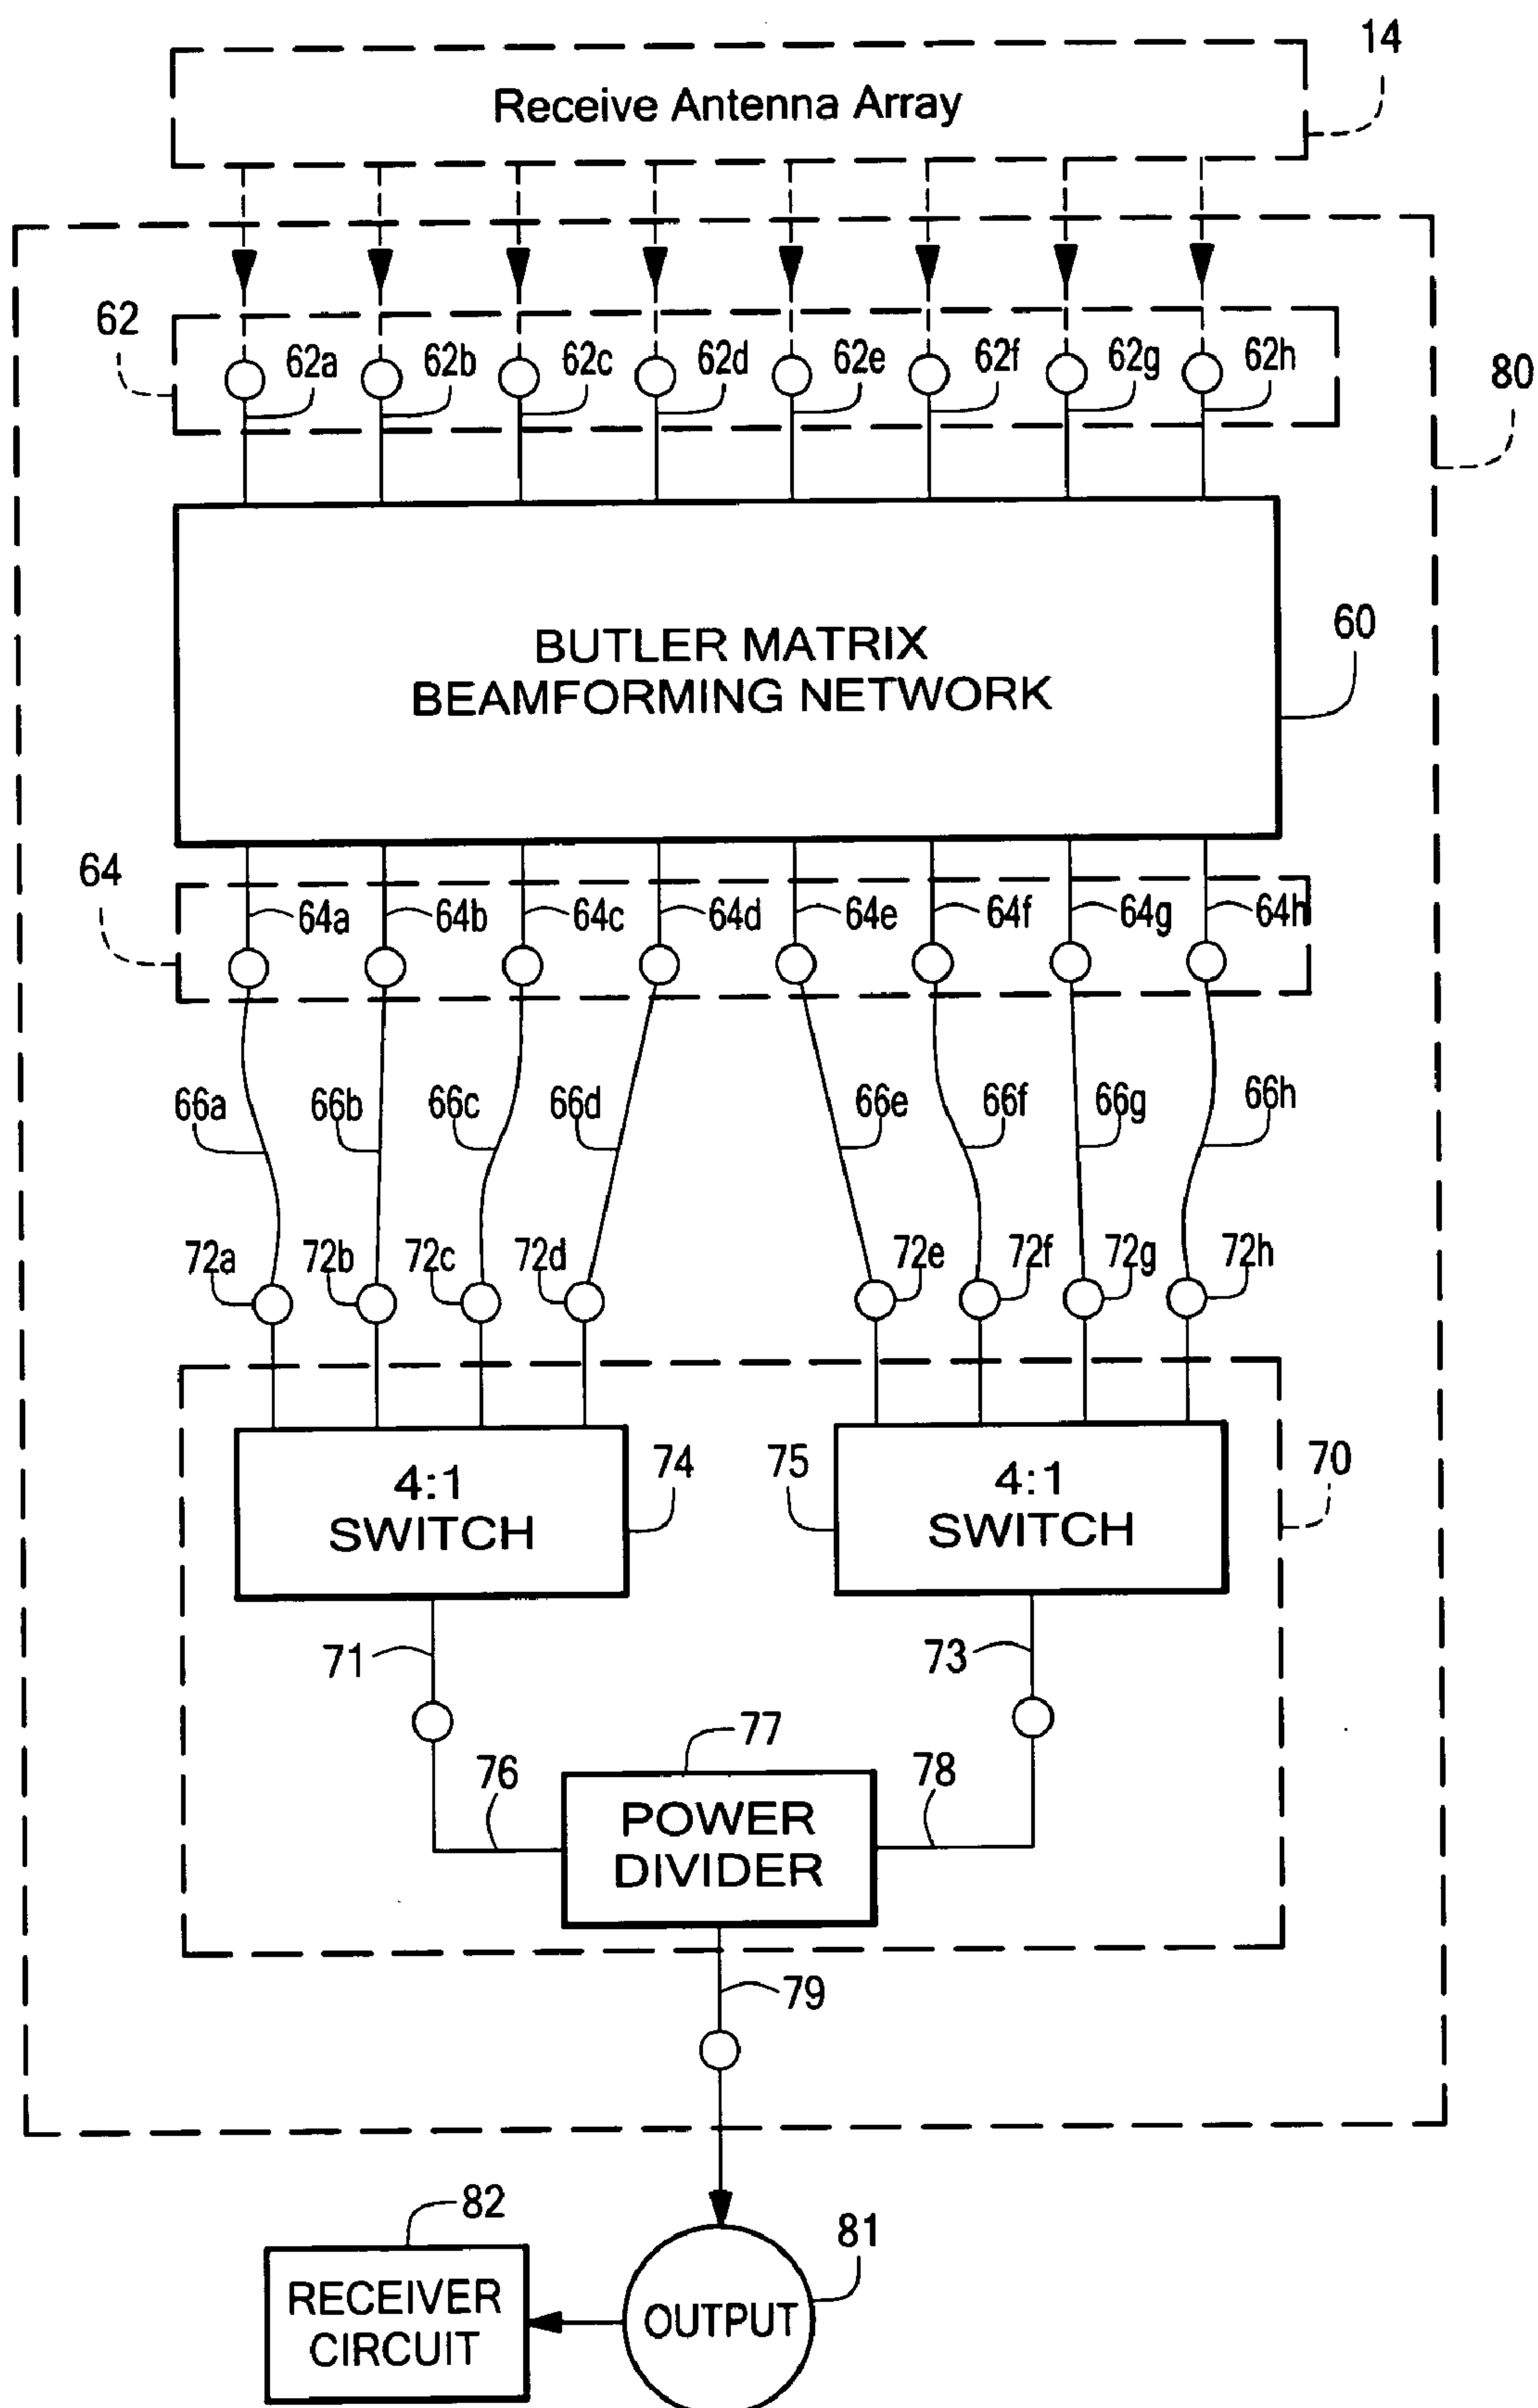 14
Receive Antenna Array
62
62a 62b 62c 62d 62e 62f 62g 62h
80
BUTLER MATRIX
BEAMFORMING NETWORK
60
64
64a 64b 64c 64d 64e 64f 64g 64h
66a 66b 66c 66d 66e 66f 66g 66h
72a 72b 72c 72d 72e 72f 72g 72h
4:1
SWITCH
74
75
4:1
SWITCH
70
71
73
77
76
78
POWER
DIVIDER
79
82
81
RECEIVER
CIRCUIT
OUTPUT